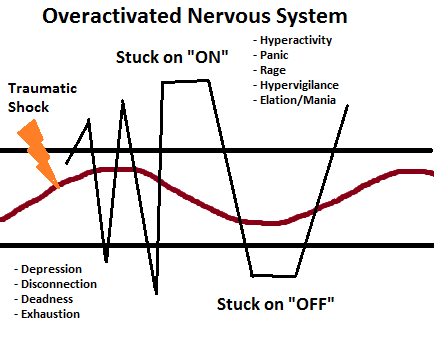 Overactivated Nervous System
Stuck on "ON"
- Hyperactivity
- Panic
- Rage
- Hypervigilance
- Elation/Mania
Traumatic
Shock
- Depression
- Disconnection
- Deadness
- Exhaustion
Stuck on "OFF"